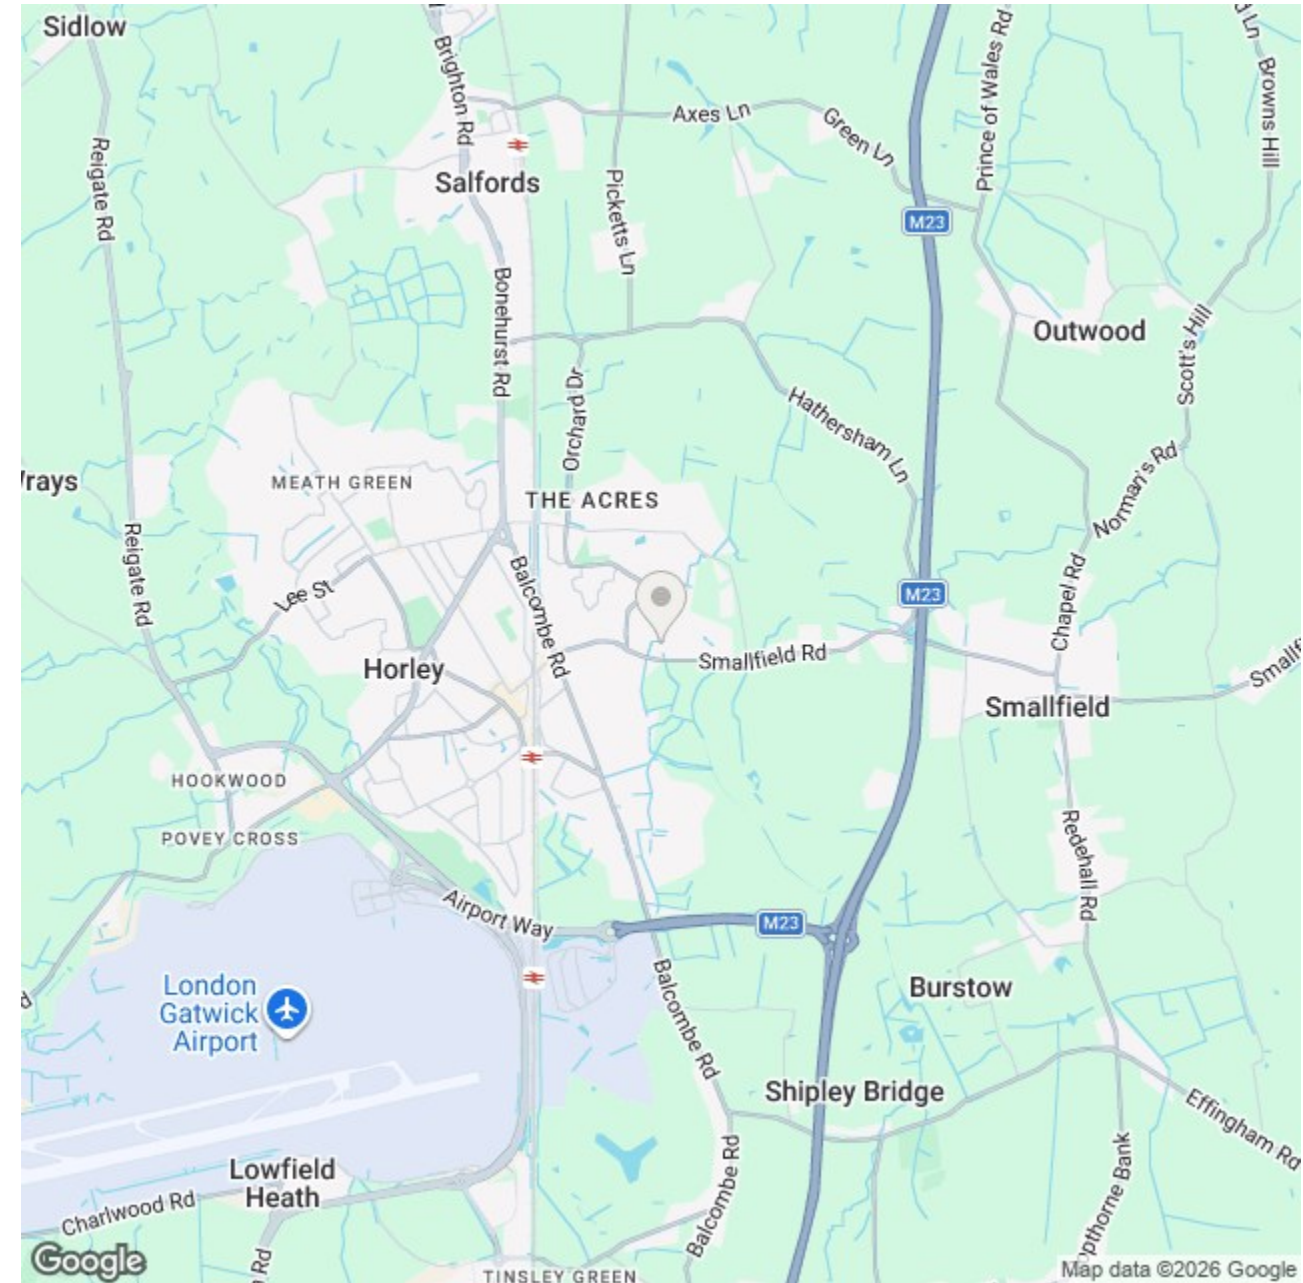 Sidlow
Brighton Rd
Prince of Wales Rd
Browns Hill
Axes Ln
Green Ln
Reigate Rd
Salfords
Picketts Ln
M23
Bonehurst Rd
Outwood
Scott's Hill
Orchard Dr
Hathersham Ln
MEATH GREEN
THE ACRES
Norman's Rd
Reigate Rd
Lee St
Balcombe Rd
M23
Chapel Rd
Horley
Smallfield Rd
Smallf
Smallfield
HOOKWOOD
POVEY CROSS
Redehall Rd
Airport Way
M23
London
Gatwick
Airport
Balcombe Rd
Burstow
Shipley Bridge
Effingham Rd
Lowfield
Heath
Charlwood Rd
Balcombe Rd
opthorne Bank
Rd
TINSLEY GREEN
Google
Map data ©2026 Google